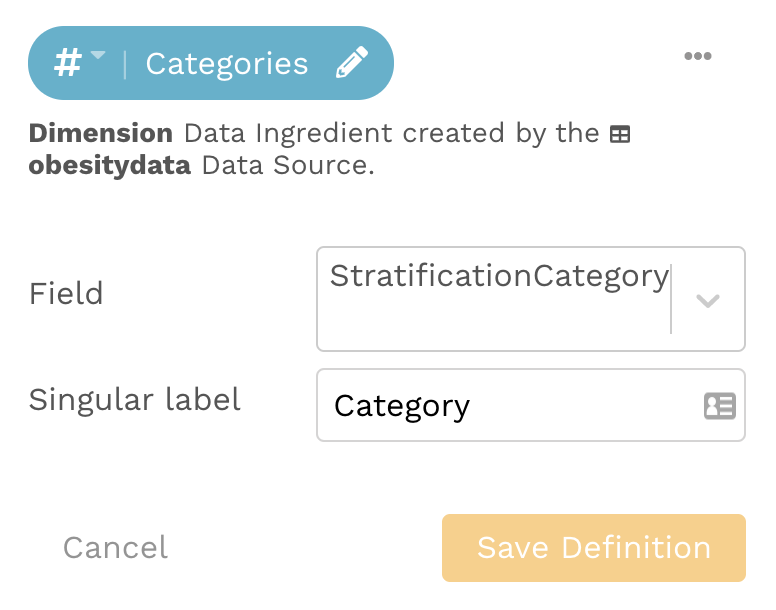 # | Categories
Dimension Data Ingredient created by the
obesitydata Data Source.
Field
StratificationCategory
Singular label
Category
Cancel
Save Definition